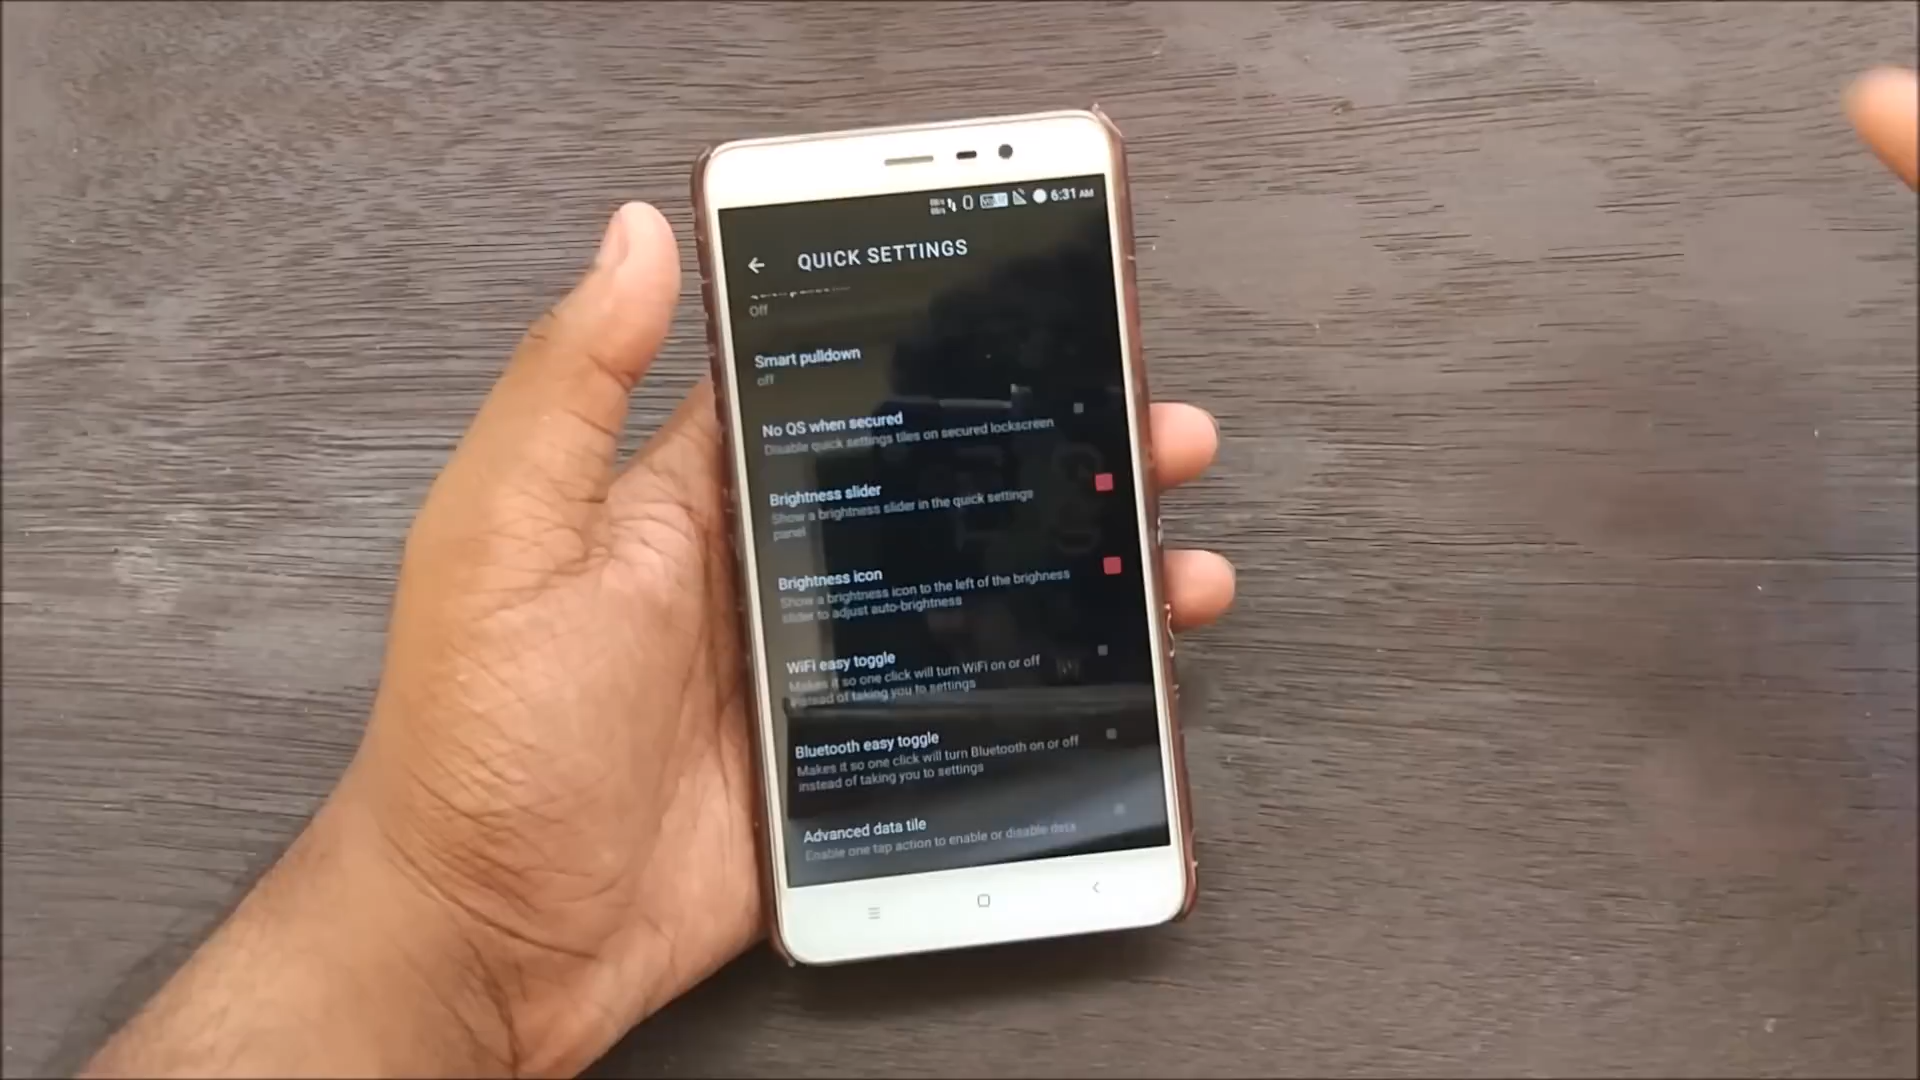 6:31 AM
QUICK SETTINGS
Off
Smart pulldown
off
No QS when secured
Disable quick settings tiles on secured lockscreen
Brightness slider
Show a brightness slider in the quick settings
panel
Brightness icon
Show a brightness icon to the left of the brighness
slider to adjust auto-brightness
WiFi easy toggle
Makes it so one click will turn WiFi on or off
instead of taking you to settings
Bluetooth easy toggle
Makes it so one click will turn Bluetooth on or off
instead of taking you to settings
Advanced data tile
Enable one tap action to enable or disable data